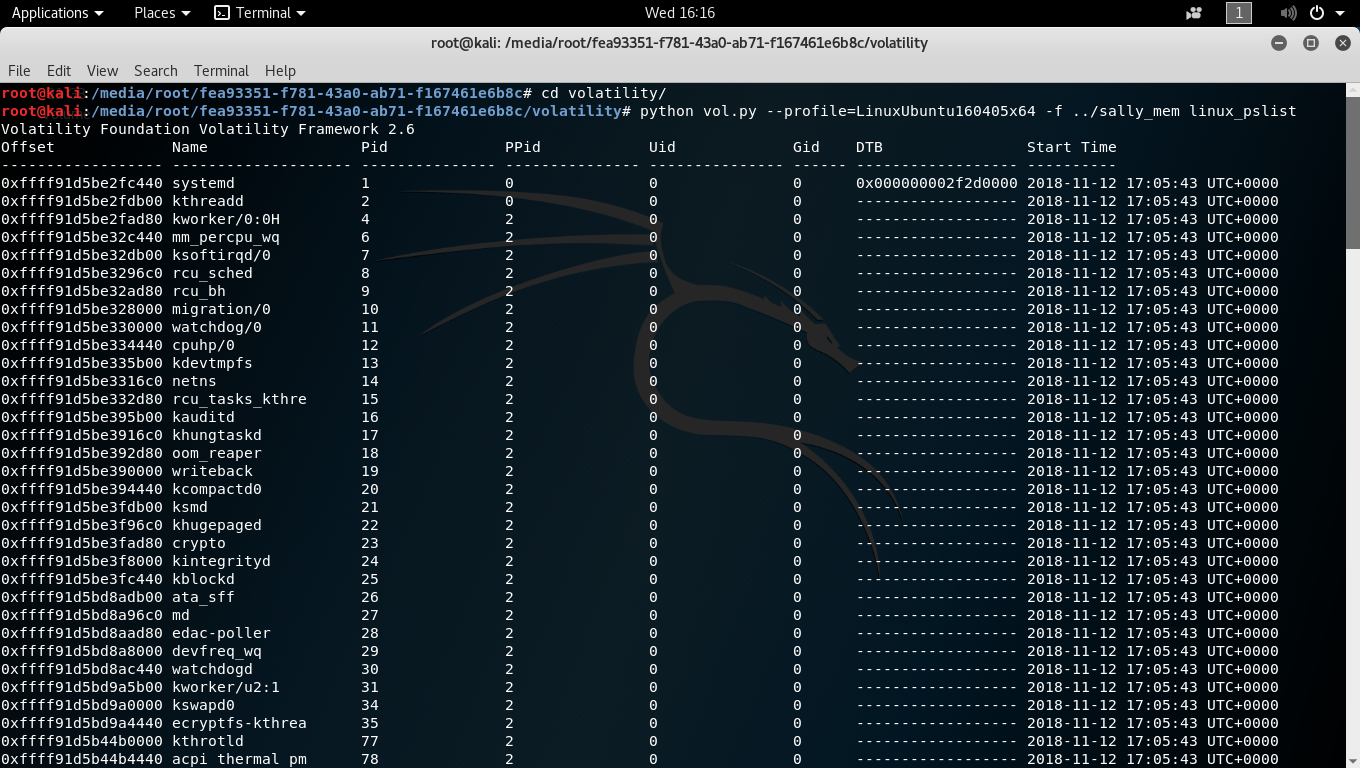 Applications Places Terminal Wed 16:16 1
root@kali: /media/root/fea93351-f781-43a0-ab71-f167461e6b8c/volatility
File Edit View Search Terminal Help
root@kali:/media/root/fea93351-f781-43a0-ab71-f167461e6b8c# cd volatility/
root@kali:/media/root/fea93351-f781-43a0-ab71-f167461e6b8c/volatility# python vol.py --profile=LinuxUbuntu160405x64 -f ../sally_mem linux_pslist
Volatility Foundation Volatility Framework 2.6
Offset Name Pid PPid Uid Gid DTB Start Time
------------------ -------------------- --------------- --------------- --------------- ------ ------------------ ----------
0xffff91d5be2fc440 systemd 1 0 0 0 0x000000002f2d0000 2018-11-12 17:05:43 UTC+0000
0xffff91d5be2fdb00 kthreadd 2 0 0 0 ------------------ 2018-11-12 17:05:43 UTC+0000
0xffff91d5be2fad80 kworker/0:0H 4 2 0 0 ------------------ 2018-11-12 17:05:43 UTC+0000
0xffff91d5be32c440 mm_percpu_wq 6 2 0 0 ------------------ 2018-11-12 17:05:43 UTC+0000
0xffff91d5be32db00 ksoftirqd/0 7 2 0 0 ------------------ 2018-11-12 17:05:43 UTC+0000
0xffff91d5be3296c0 rcu_sched 8 2 0 0 ------------------ 2018-11-12 17:05:43 UTC+0000
0xffff91d5be32ad80 rcu_bh 9 2 0 0 ------------------ 2018-11-12 17:05:43 UTC+0000
0xffff91d5be328000 migration/0 10 2 0 0 ------------------ 2018-11-12 17:05:43 UTC+0000
0xffff91d5be330000 watchdog/0 11 2 0 0 ------------------ 2018-11-12 17:05:43 UTC+0000
0xffff91d5be334440 cpuhp/0 12 2 0 0 ------------------ 2018-11-12 17:05:43 UTC+0000
0xffff91d5be335b00 kdevtmpfs 13 2 0 0 ------------------ 2018-11-12 17:05:43 UTC+0000
0xffff91d5be3316c0 netns 14 2 0 0 ------------------ 2018-11-12 17:05:43 UTC+0000
0xffff91d5be332d80 rcu_tasks_kthre 15 2 0 0 ------------------ 2018-11-12 17:05:43 UTC+0000
0xffff91d5be395b00 kauditd 16 2 0 0 ------------------ 2018-11-12 17:05:43 UTC+0000
0xffff91d5be3916c0 khungtaskd 17 2 0 0 ------------------ 2018-11-12 17:05:43 UTC+0000
0xffff91d5be392d80 oom_reaper 18 2 0 0 ------------------ 2018-11-12 17:05:43 UTC+0000
0xffff91d5be390000 writeback 19 2 0 0 ------------------ 2018-11-12 17:05:43 UTC+0000
0xffff91d5be394440 kcompactd0 20 2 0 0 ------------------ 2018-11-12 17:05:43 UTC+0000
0xffff91d5be3fdb00 ksmd 21 2 0 0 ------------------ 2018-11-12 17:05:43 UTC+0000
0xffff91d5be3f96c0 khugepaged 22 2 0 0 ------------------ 2018-11-12 17:05:43 UTC+0000
0xffff91d5be3fad80 crypto 23 2 0 0 ------------------ 2018-11-12 17:05:43 UTC+0000
0xffff91d5be3f8000 kintegrityd 24 2 0 0 ------------------ 2018-11-12 17:05:43 UTC+0000
0xffff91d5be3fc440 kblockd 25 2 0 0 ------------------ 2018-11-12 17:05:43 UTC+0000
0xffff91d5bd8adb00 ata_sff 26 2 0 0 ------------------ 2018-11-12 17:05:43 UTC+0000
0xffff91d5bd8a96c0 md 27 2 0 0 ------------------ 2018-11-12 17:05:43 UTC+0000
0xffff91d5bd8aad80 edac-poller 28 2 0 0 ------------------ 2018-11-12 17:05:43 UTC+0000
0xffff91d5bd8a8000 devfreq_wq 29 2 0 0 ------------------ 2018-11-12 17:05:43 UTC+0000
0xffff91d5bd8ac440 watchdogd 30 2 0 0 ------------------ 2018-11-12 17:05:43 UTC+0000
0xffff91d5bd9a5b00 kworker/u2:1 31 2 0 0 ------------------ 2018-11-12 17:05:43 UTC+0000
0xffff91d5bd9a0000 kswapd0 34 2 0 0 ------------------ 2018-11-12 17:05:43 UTC+0000
0xffff91d5bd9a4440 ecryptfs-kthrea 35 2 0 0 ------------------ 2018-11-12 17:05:43 UTC+0000
0xffff91d5b44b0000 kthrotld 77 2 0 0 ------------------ 2018-11-12 17:05:43 UTC+0000
0xffff91d5b44b4440 acpi_thermal_pm 78 2 0 0 ------------------ 2018-11-12 17:05:43 UTC+0000